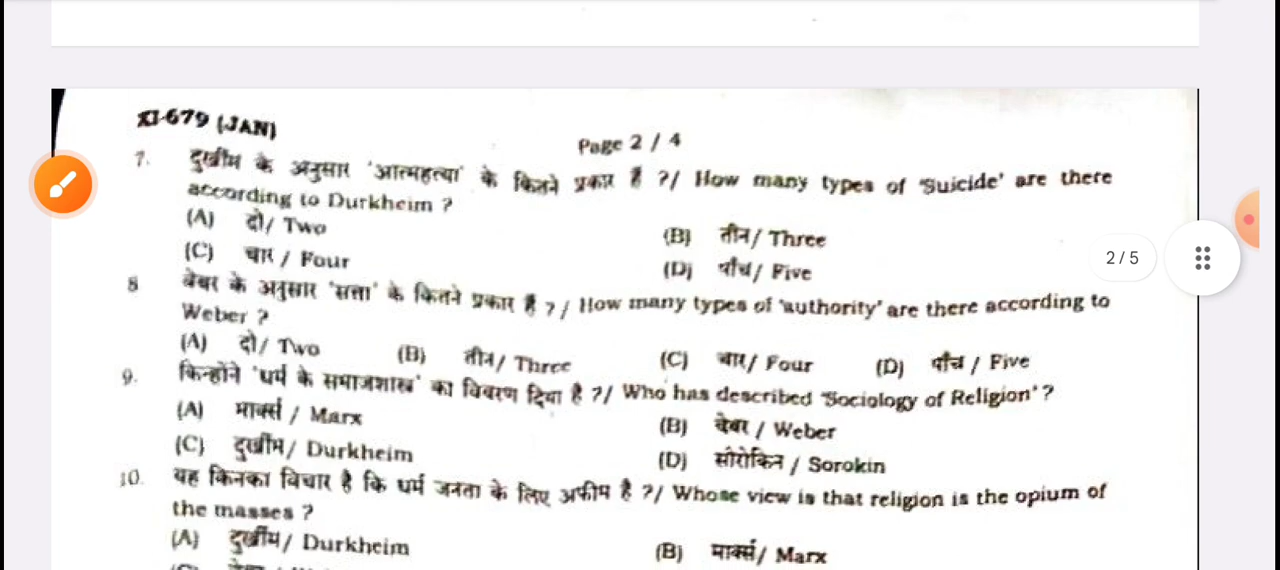 XI-679 (JAN)
Page 2 / 4
7. दुर्खीम के अनुसार 'आत्महत्या' के कितने प्रकार हैं ?/ How many types of 'Suicide' are there
according to Durkheim ?
(A) दो/ Two
(B) तीन/ Three
(C) चार / Four
(D) पाँच/ Five
2/5
8 वेबर के अनुसार 'सत्ता' के कितने प्रकार हैं ?/ How many types of 'authority' are there according to
Weber ?
(A) दो/ Two (B) तीन/ Three (C) चार/ Four (D) पाँच / Five
9. किन्होंने 'धर्म के समाजशास्त्र' का विवरण दिया है ?/ Who has described 'Sociology of Religion' ?
(A) मार्क्स / Marx
(B) वेबर / Weber
(C) दुर्खीम/ Durkheim
(D) सोरोकिन / Sorokin
10. यह किनका विचार है कि धर्म जनता के लिए अफीम है ?/ Whose view is that religion is the opium of
the masses ?
(A) दुर्खीम/ Durkheim
(B) मार्क्स/ Marx